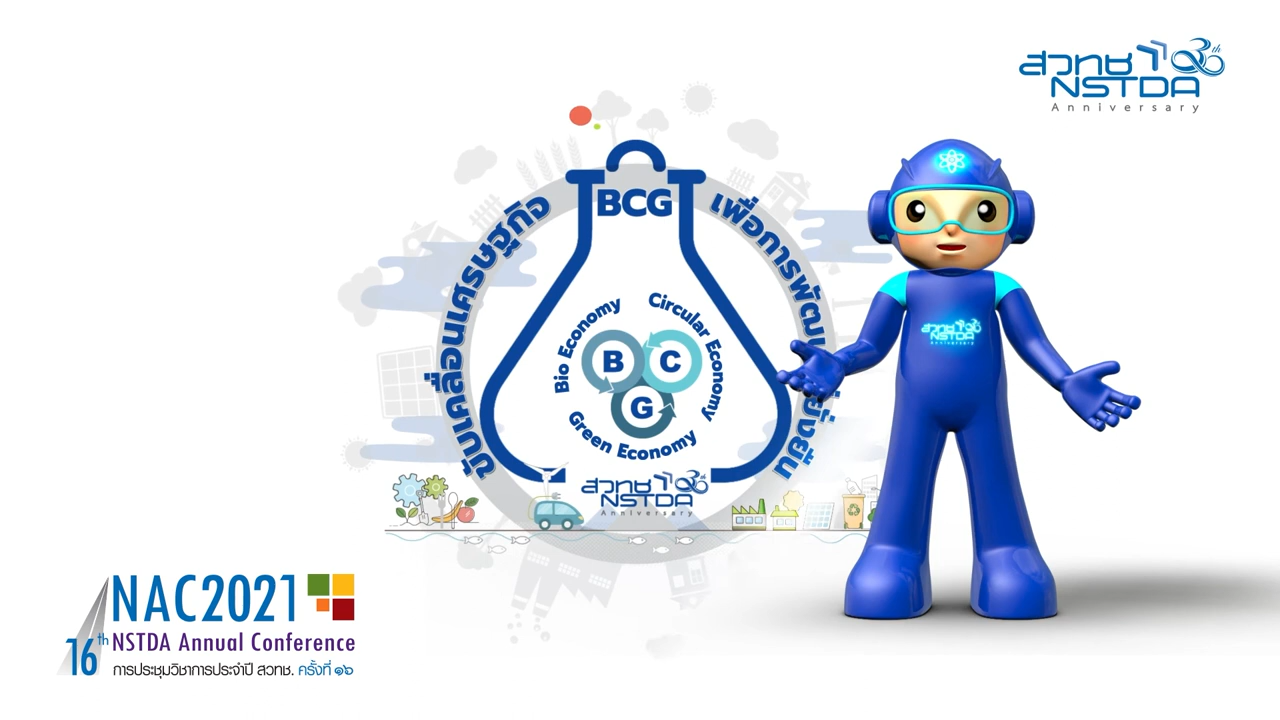 สวทช
NSTDA
Anniversary
BCG
ขับเคลื่อนเศรษฐกิจ
เพื่อการพัฒ
ยั่งยืน
Bio Economy
Circular Economy
Green Economy
B
C
G
สวทช
NSTDA
Anniversary
สวทช
NSTDA
Anniversary
NAC2021
16th NSTDA Annual Conference
การประชุมวิชาการประจำปี สวทช. ครั้งที่ ๑๖